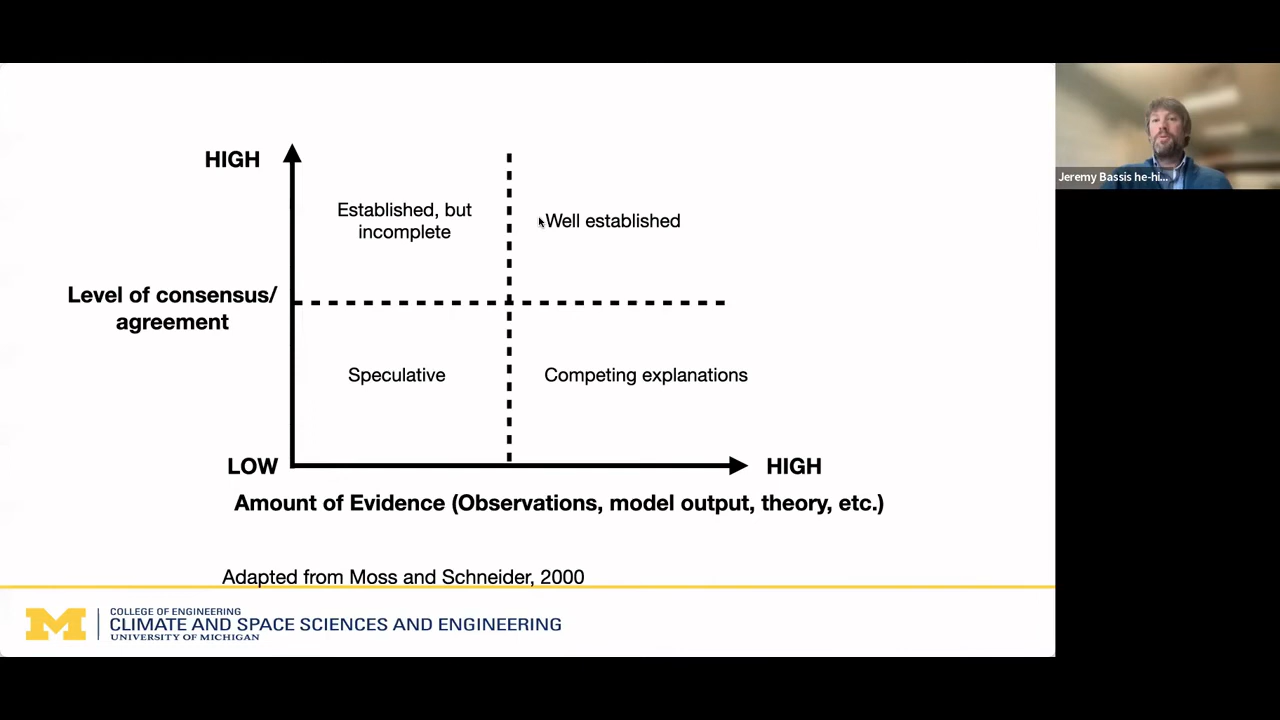 HIGH
Established, but
incomplete
Well established
Level of consensus/
agreement
Speculative
Competing explanations
LOW
HIGH
Amount of Evidence (Observations, model output, theory, etc.)
Adapted from Moss and Schneider, 2000
M
COLLEGE OF ENGINEERING
CLIMATE AND SPACE SCIENCES AND ENGINEERING
UNIVERSITY OF MICHIGAN
Jeremy Bassis he-hi...